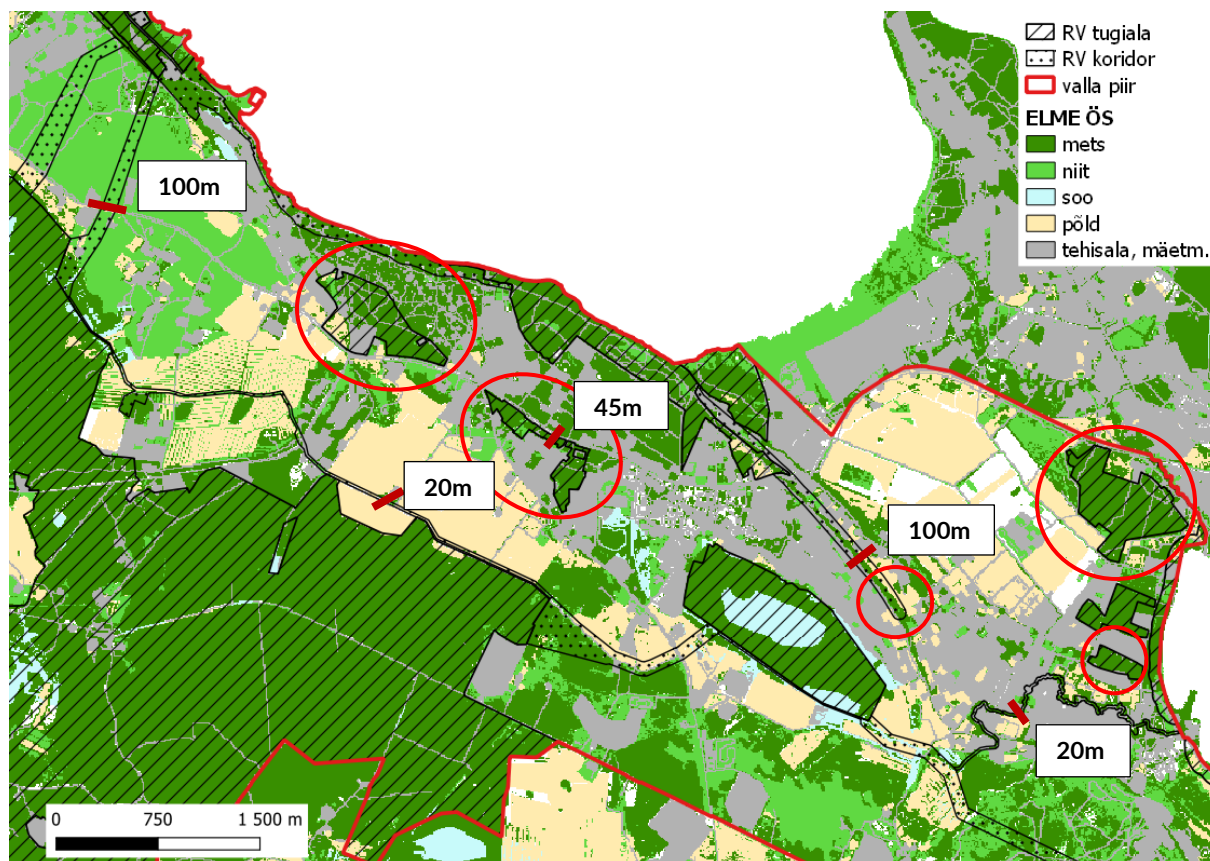 RV tugiala
RV koridor
valla piir
ELME ÖS
mets
niit
soo
põld
tehisala, mäetm.
100m
45m
20m
100m
20m
0 750 1 500 m